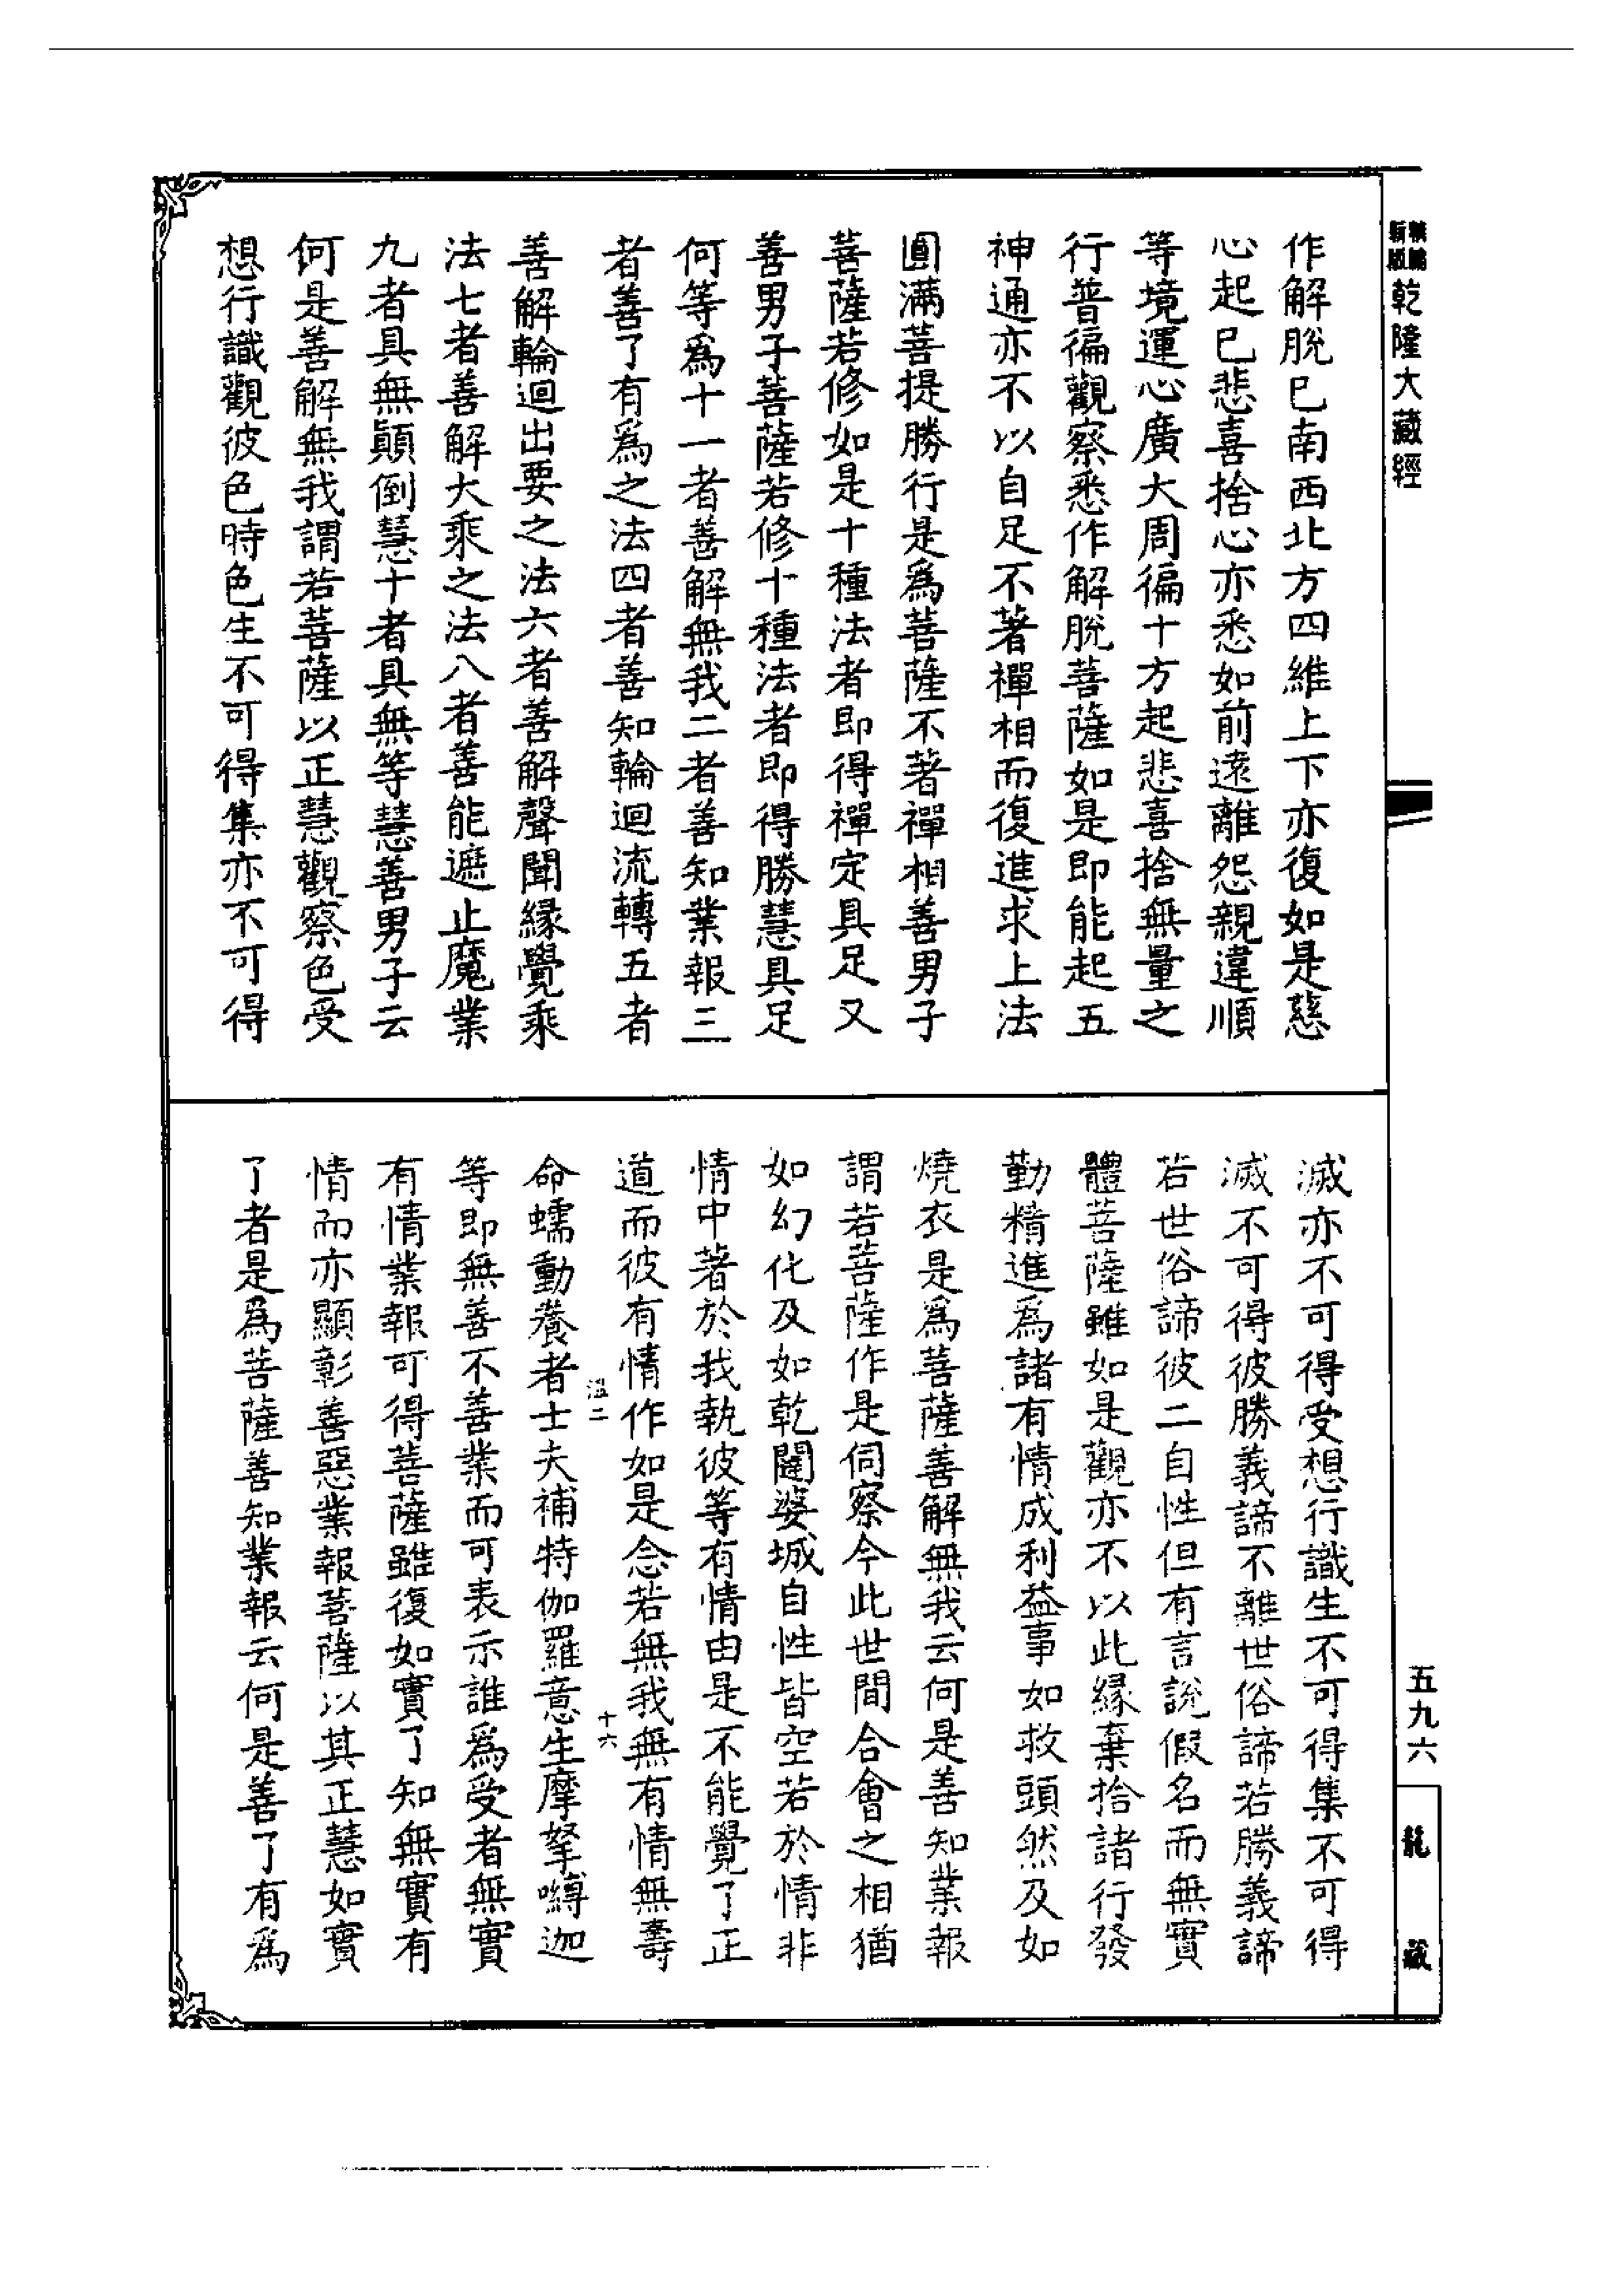 新編
新版
乾隆大藏經
作解脫已南西北方四維上下亦復如是慈
心起已悲喜捨心亦悉如前遠離怨親違順
等境運心廣大周徧十方起悲喜捨無量之
行普徧觀察悉作解脫菩薩如是即能起五
神通亦不以自足不著禪相而復進求上法
圓滿菩提勝行是爲菩薩不著禪相善男子
菩薩若修如是十種法者即得禪定具足又
善男子菩薩若修十種法者即得勝慧具足
何等爲十一者善解無我二者善知業報三
者善了有爲之法四者善知輪迴流轉五者
善解輪迴出要之法六者善解聲聞緣覺乘
法七者善解大乘之法八者善能遮止魔業
九者具無顛倒慧十者具無等慧善男子云
何是善解無我謂若菩薩以正慧觀察色受
想行識觀彼色時色生不可得集亦不可得
滅亦不可得受想行識生不可得集不可得
滅不可得彼勝義諦不離世俗諦若勝義諦
若世俗諦彼二自性但有言說假名而無實
體菩薩雖如是觀亦不以此緣棄捨諸行發
勤精進爲諸有情成利益事如救頭然及如
燒衣是爲菩薩善解無我云何是善知業報
謂若菩薩作是伺察今此世間合會之相猶
如幻化及如乾闥婆城自性皆空若於情非
情中著於我執彼等有情由是不能覺了正
道而彼有情作如是念若無我無有情無壽
溫二
十六
命蠕動養者士夫補特伽羅意生摩拏嚩迦
等即無善不善業而可表示誰爲受者無實
有情業報可得菩薩雖復如實了知無實有
情而亦顯彰善惡業報菩薩以其正慧如實
了者是爲菩薩善知業報云何是善了有爲
五九六
龍藏